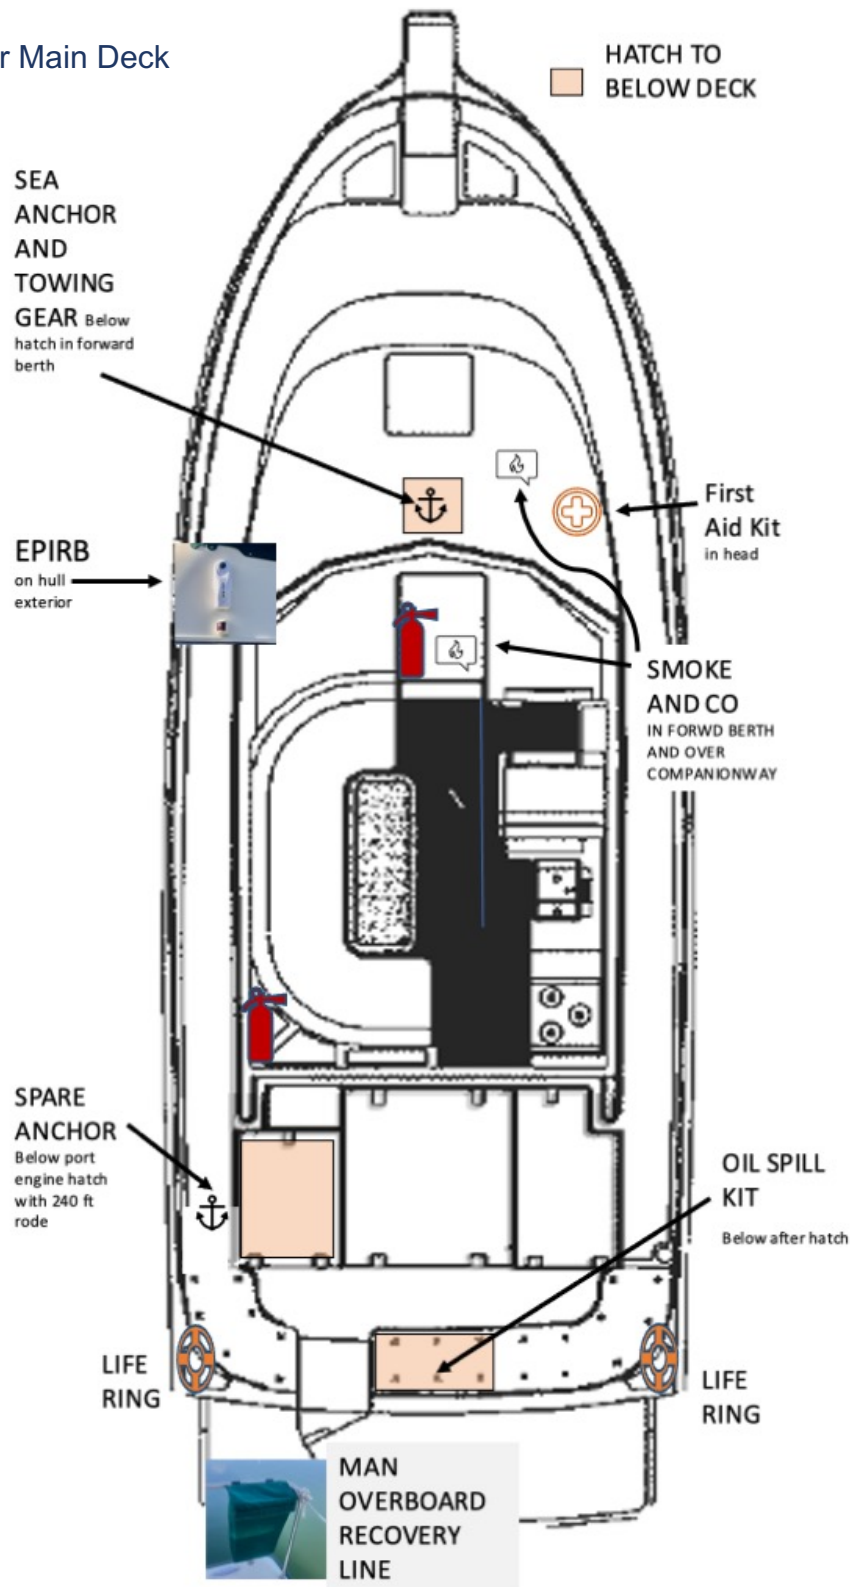 r Main Deck
HATCH TO
BELOW DECK
SEA
ANCHOR
AND
TOWING
GEAR Below
hatch in forward
berth
First
Aid Kit
in head
EPIRB
on hull
exterior
SMOKE
AND CO
IN FORWD BERTH
AND OVER
COMPANIONWAY
SPARE
ANCHOR
Below port
engine hatch
with 240 ft
rode
OIL SPILL
KIT
Below after hatch
LIFE
RING
LIFE
RING
MAN
OVERBOARD
RECOVERY
LINE